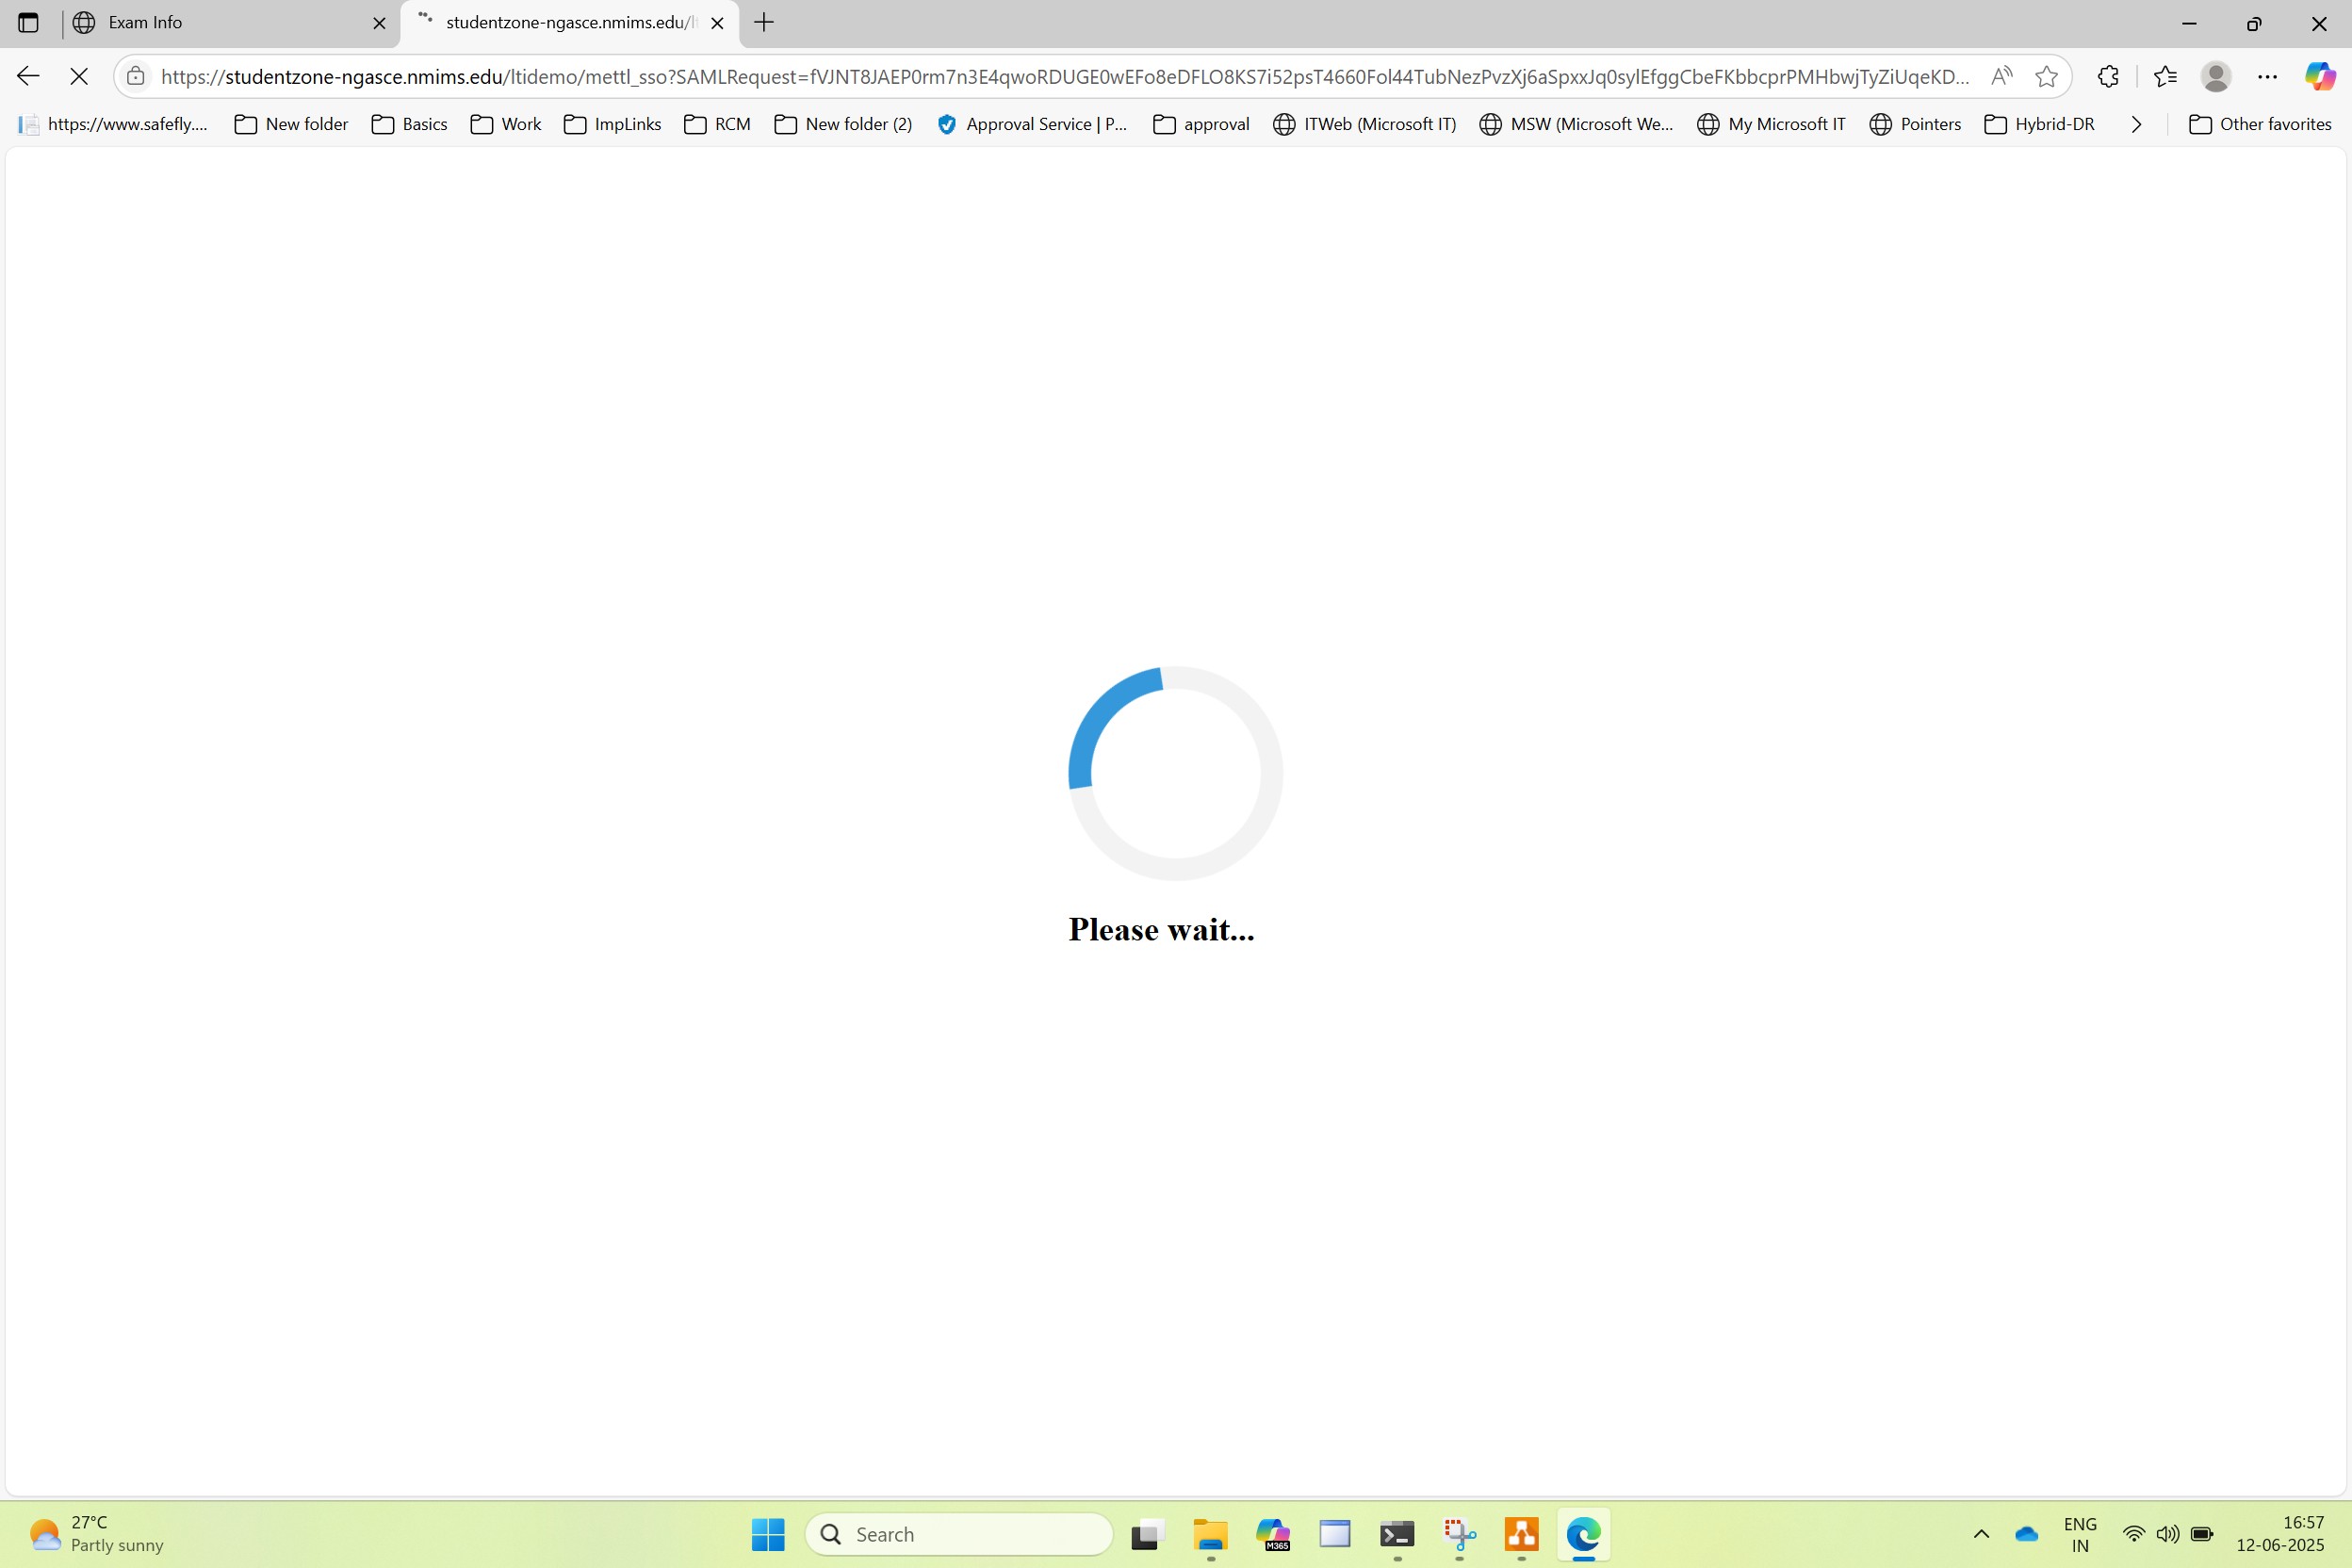 Exam Info
studentzone-ngasce.nmims.edu/l
https://studentzone-ngasce.nmims.edu/ltidemo/mettl_sso?SAMLRequest=fVJNT8JAEP0rm7n3E4qwoRDUGE0wEFo8eDFLO8KS7i52psT4660Fol44TubNezPvzXj6aSpxxJq0sylEfggCbeFKbbcprPMHbwjTyZiUqeKD...
https://www.safefly....
New folder
Basics
Work
ImpLinks
RCM
New folder (2)
Approval Service | P...
approval
ITWeb (Microsoft IT)
MSW (Microsoft We...
My Microsoft IT
Pointers
Hybrid-DR
Other favorites
Please wait...
27°C
Partly sunny
Search
M365
ENG
IN
16:57
12-06-2025